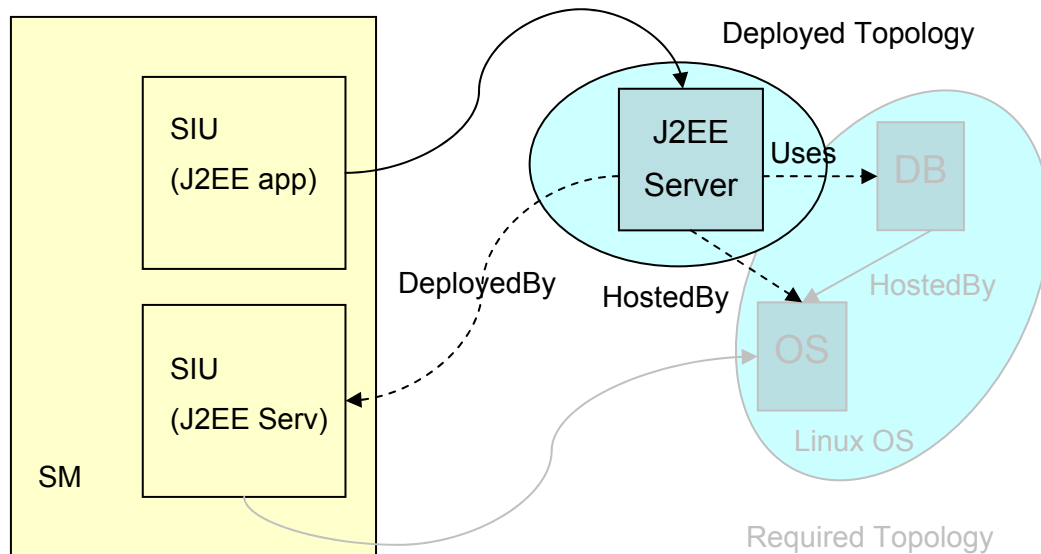 Deployed Topology
SIU
(J2EE app)
J2EE
Server
Uses
DB
DeployedBy
HostedBy
HostedBy
OS
SIU
(J2EE Serv)
Linux OS
SM
Required Topology